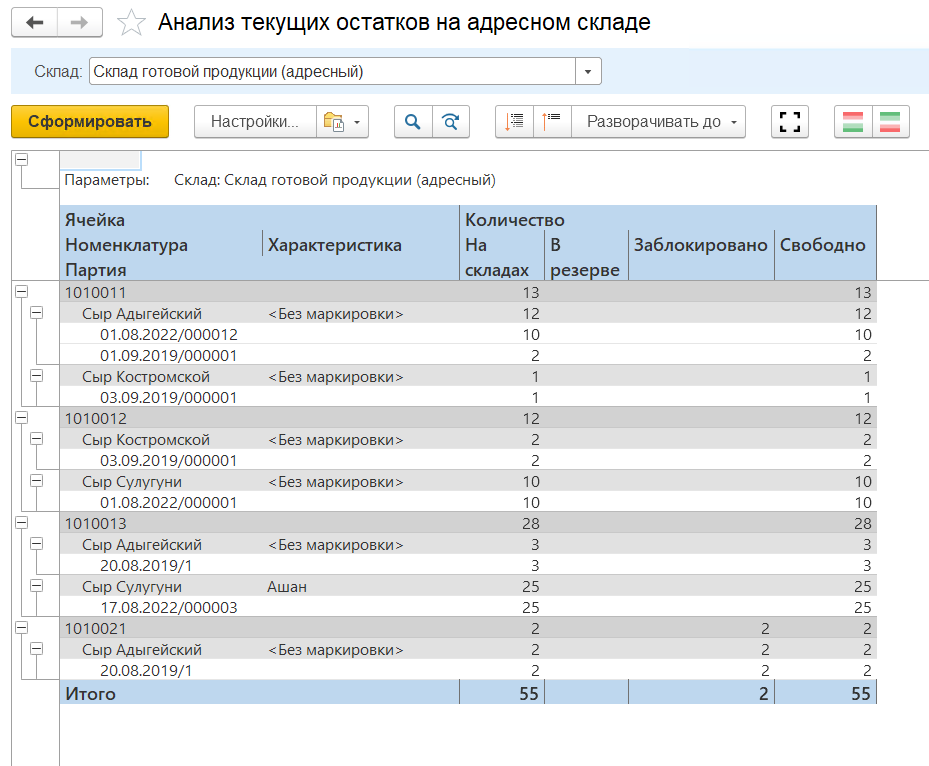 Анализ текущих остатков на адресном складе
Склад: Склад готовой продукции (адресный)
Сформировать Настройки... Разворачивать до
Параметры: Склад: Склад готовой продукции (адресный)
Ячейка Количество
Номенклатура Характеристика На В Заблокировано Свободно
Партия складах резерве
1010011 13 13
Сыр Адыгейский <Без маркировки> 12 12
01.08.2022/000012 10 10
01.09.2019/000001 2 2
Сыр Костромской <Без маркировки> 1 1
03.09.2019/000001 1 1
1010012 12 12
Сыр Костромской <Без маркировки> 2 2
03.09.2019/000001 2 2
Сыр Сулугуни <Без маркировки> 10 10
01.08.2022/000001 10 10
1010013 28 28
Сыр Адыгейский <Без маркировки> 3 3
20.08.2019/1 3 3
Сыр Сулугуни Ашан 25 25
17.08.2022/000003 25 25
1010021 2 2 2
Сыр Адыгейский <Без маркировки> 2 2 2
20.08.2019/1 2 2 2
Итого 55 2 55